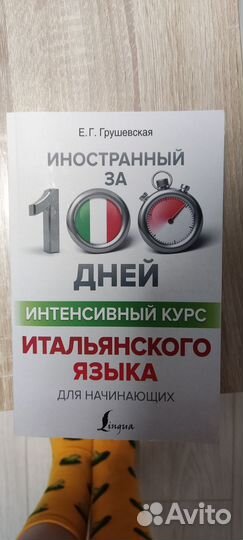 Е. Г. Грушевская
ИНОСТРАННЫЙ
ЗА
100
ДНЕЙ
ИНТЕНСИВНЫЙ КУРС
ИТАЛЬЯНСКОГО
ЯЗЫКА
ДЛЯ НАЧИНАЮЩИХ
Lingua
Avito